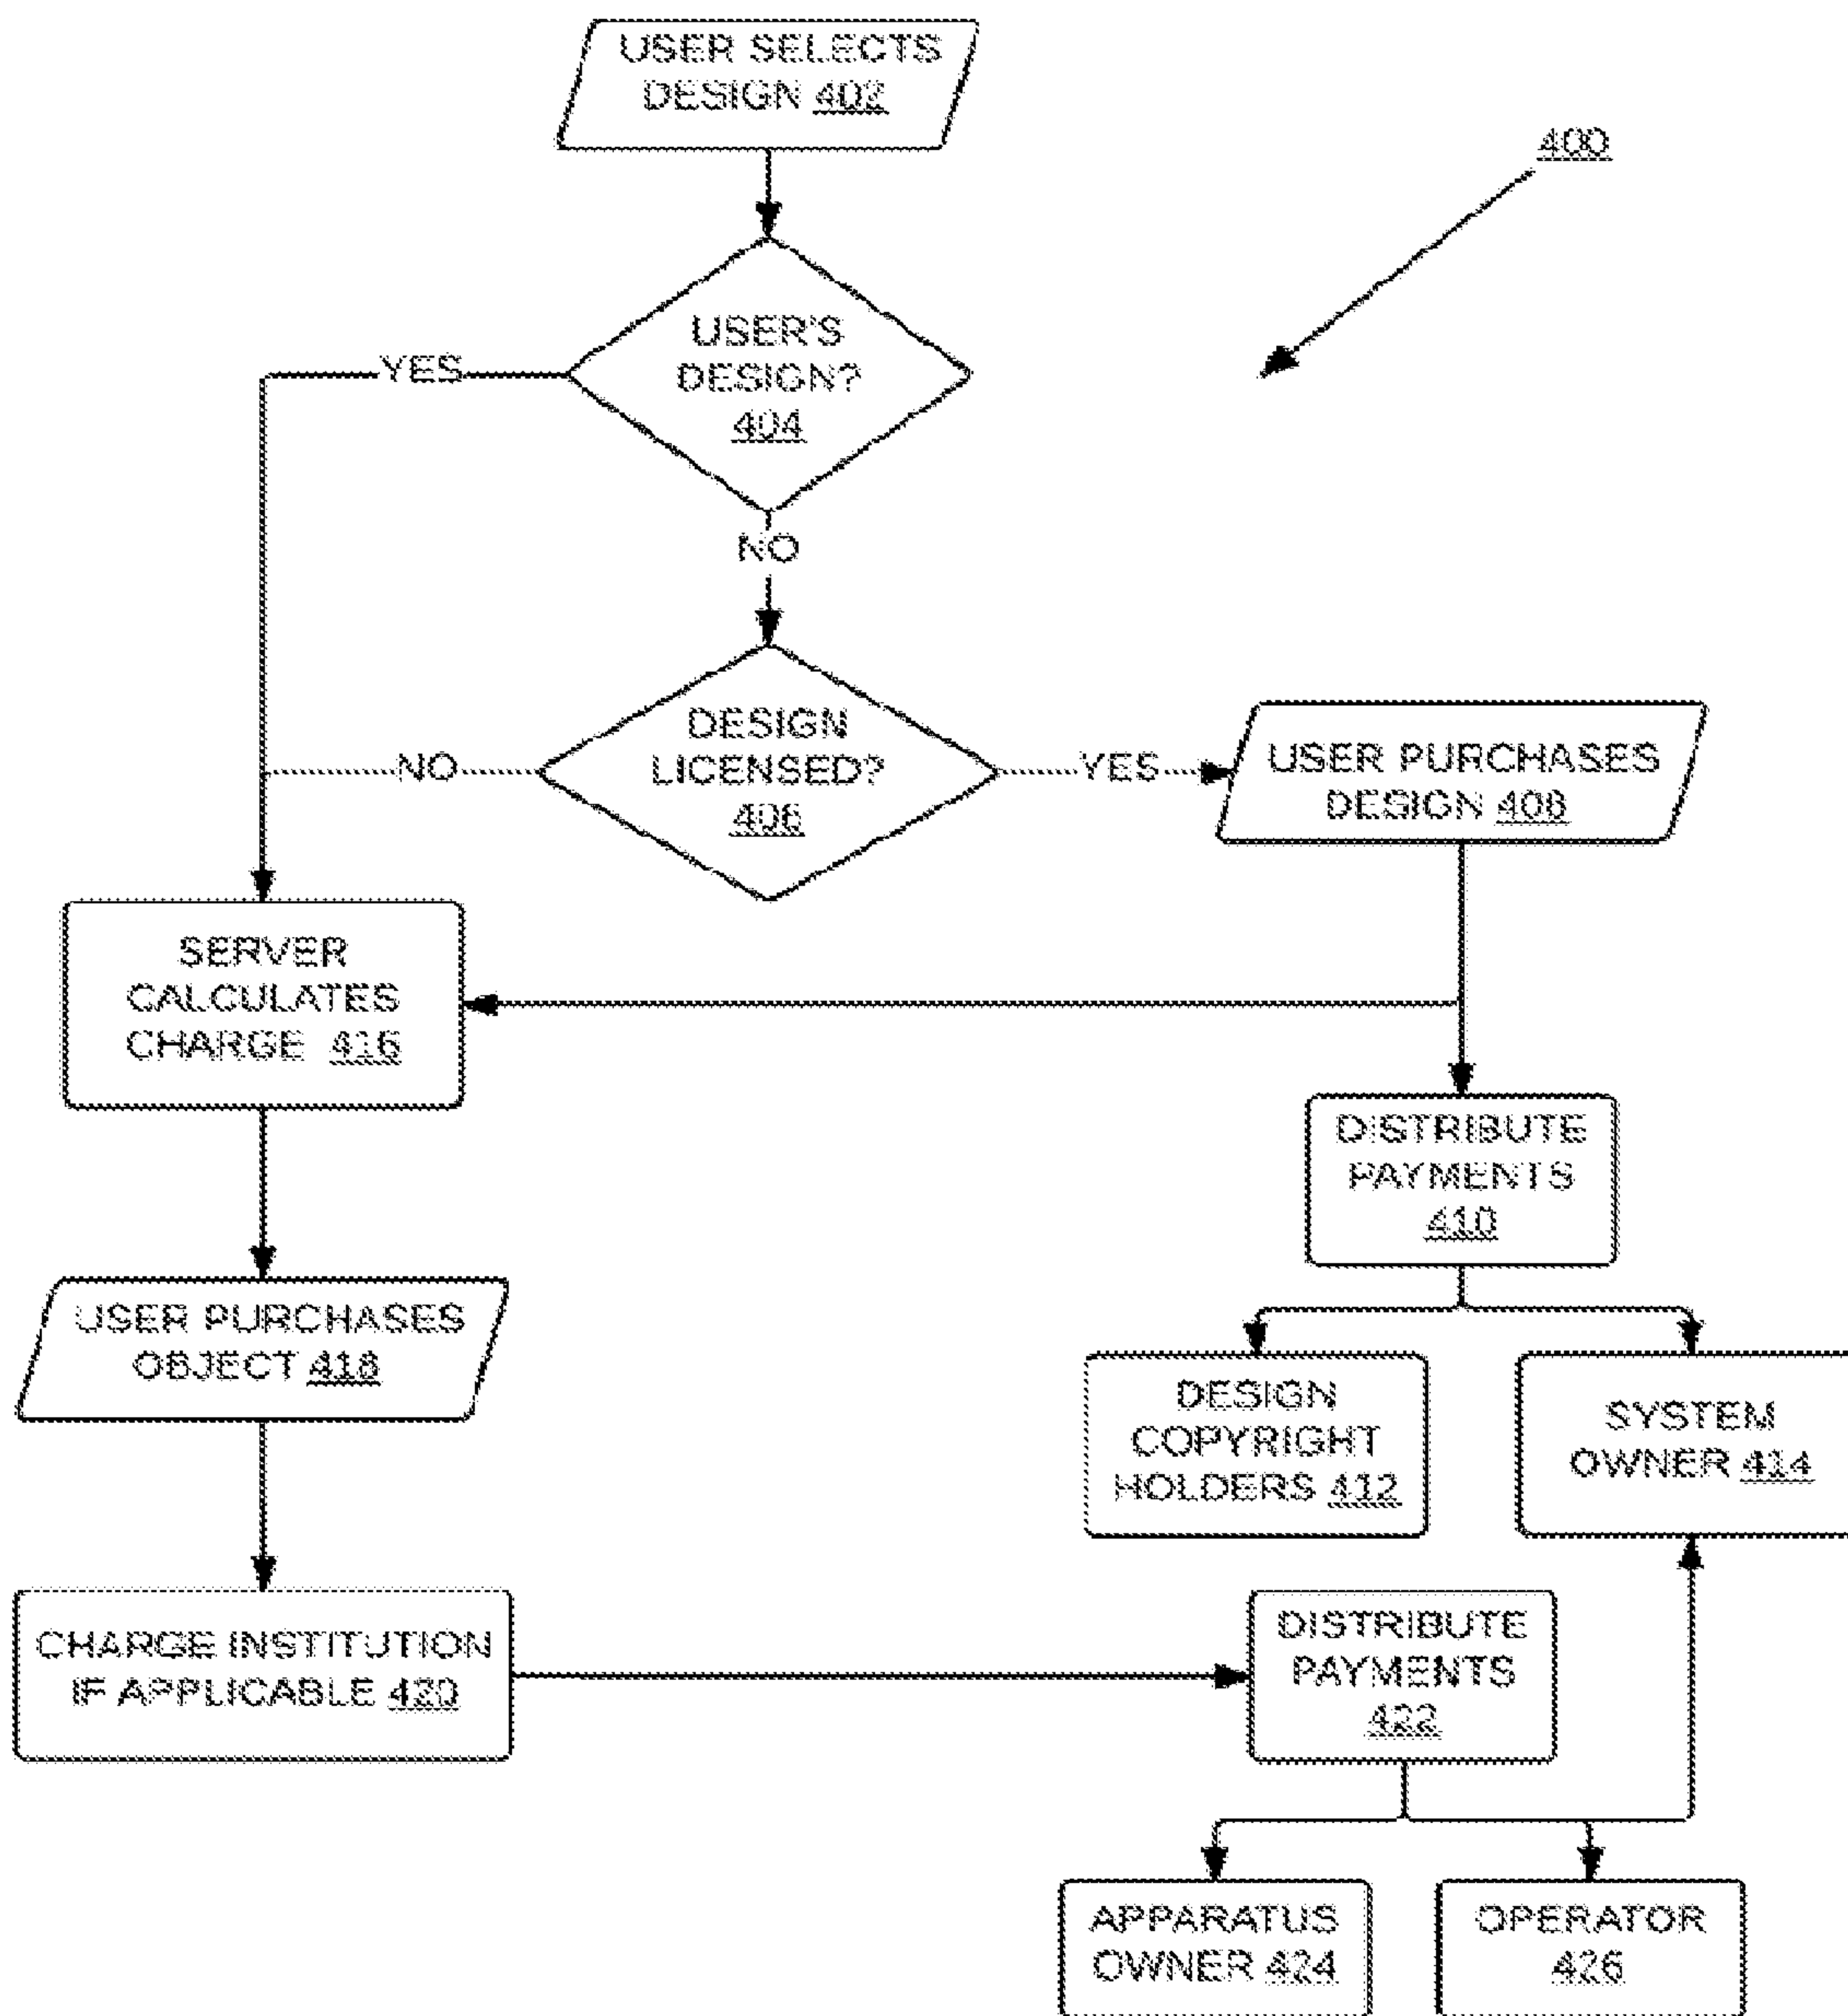 USER SELECTS
DESIGN 402
400
USER'S
DESIGN?
404
YES
NO
DESIGN
LICENSED?
406
NO
YES
USER PURCHASES
DESIGN 408
SERVER
CALCULATES
CHARGE 416
DISTRIBUTE
PAYMENTS
410
USER PURCHASES
OBJECT 418
DESIGN
COPYRIGHT
HOLDERS 412
SYSTEM
OWNER 414
CHARGE INSTITUTION
IF APPLICABLE 420
DISTRIBUTE
PAYMENTS
422
APPARATUS
OWNER 424
OPERATOR
426